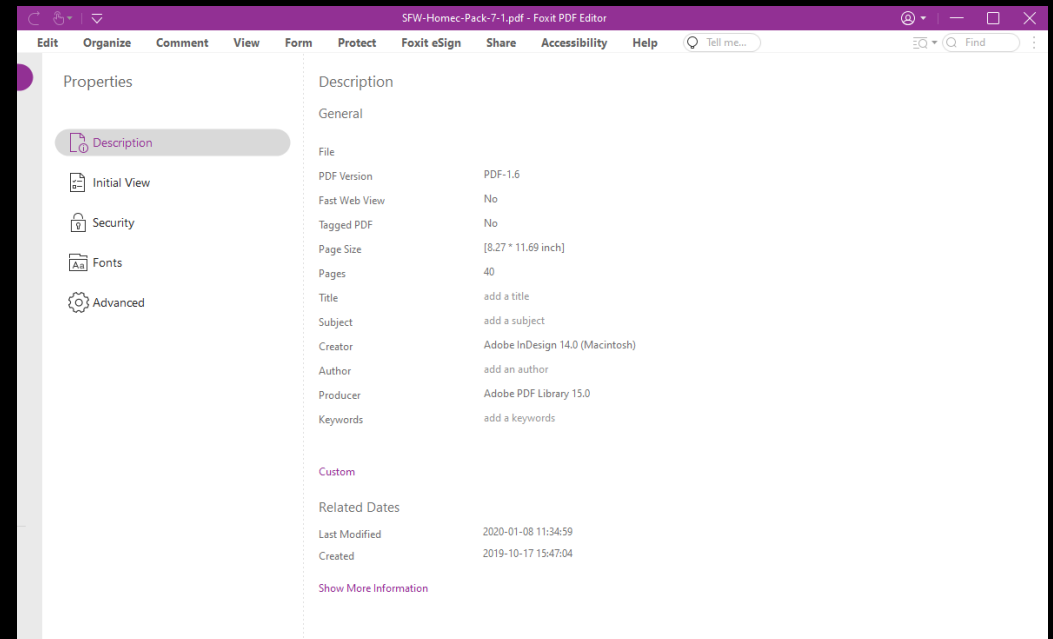 SFW-Homec-Pack-7-1.pdf - Foxit PDF Editor
Edit Organize Comment View Form Protect Foxit eSign Share Accessibility Help Tell me... Find
Properties
Description
Initial View
Security
Aa Fonts
Advanced
Description
General
File
PDF Version PDF-1.6
Fast Web View No
Tagged PDF No
Page Size [8.27 * 11.69 inch]
Pages 40
Title add a title
Subject add a subject
Creator Adobe InDesign 14.0 (Macintosh)
Author add an author
Producer Adobe PDF Library 15.0
Keywords add a keywords
Custom
Related Dates
Last Modified 2020-01-08 11:34:59
Created 2019-10-17 15:47:04
Show More Information